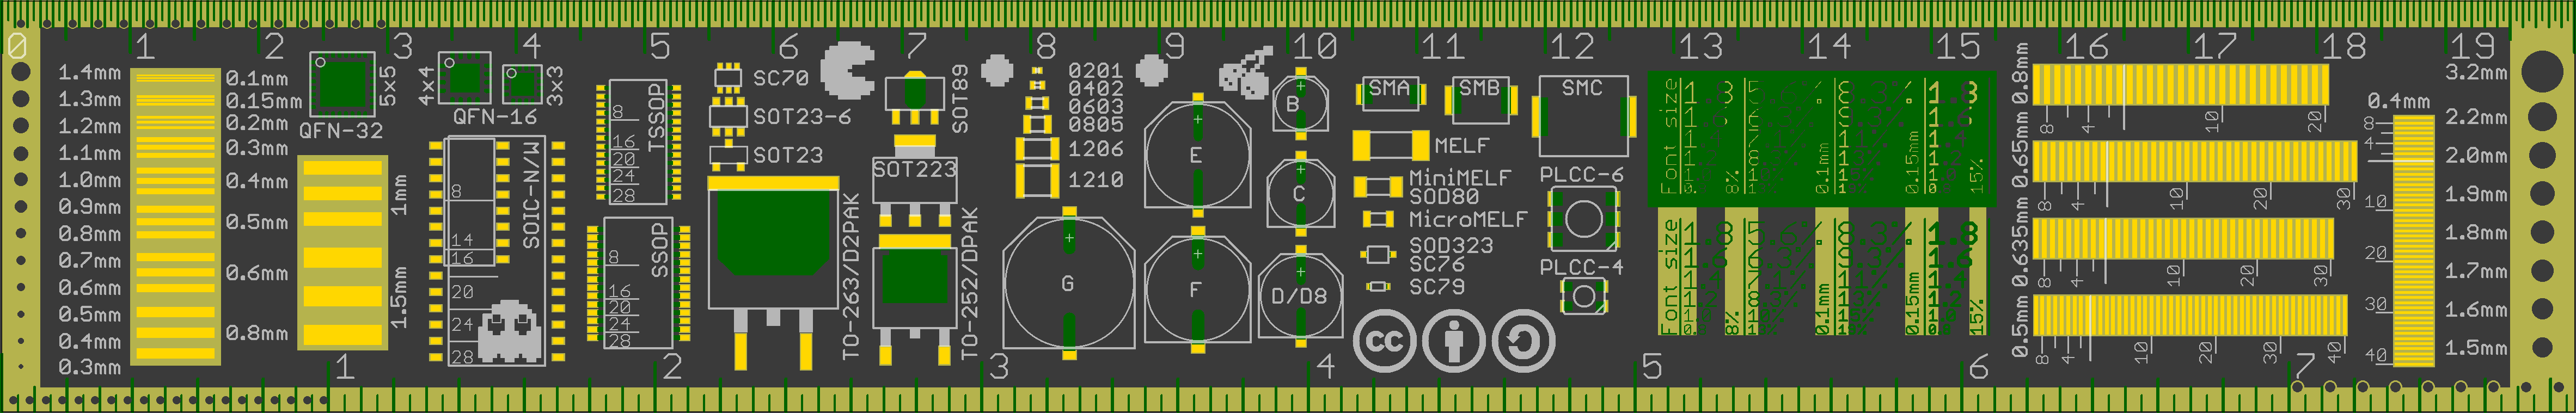 0 1 2 3 4 5 6 7 8 9 10 11 12 13 14 15 16 17 18 19
1.4mm
1.3mm
1.2mm
1.1mm
1.0mm
0.9mm
0.8mm
0.7mm
0.6mm
0.5mm
0.4mm
0.3mm
0.1mm
0.15mm
0.2mm
0.3mm
0.4mm
0.5mm
0.6mm
0.8mm
QFN-32
5x5
1mm
1.5mm
4x4
QFN-16
3x3
SOIC-N/W
8
14
16
20
24
28
TSSOP
8
16
20
24
28
SSOP
8
16
20
24
28
SC70
SOT23-6
SOT23
TO-263/D2PAK
SOT89
SOT223
TO-252/DPAK
0201
0402
0603
0805
1206
1210
G
E
F
B
C
D/D8
SMA
SMB
SMC
MELF
MiniMELF
SOD80
MicroMELF
SOD323
SC76
SC79
PLCC-6
PLCC-4
cc
Font size
8%
0.1mm
0.15mm
15%
Font size
8%
0.1mm
0.15mm
15%
0.8mm
8 4 10 20
0.65mm
8 4 10 20 30
0.635mm
8 4 10 20 30
0.5mm
8 4 10 20 30 40
0.4mm
8
4
10
20
30
40
3.2mm
2.2mm
2.0mm
1.9mm
1.8mm
1.7mm
1.6mm
1.5mm
1 2 3 4 5 6 7